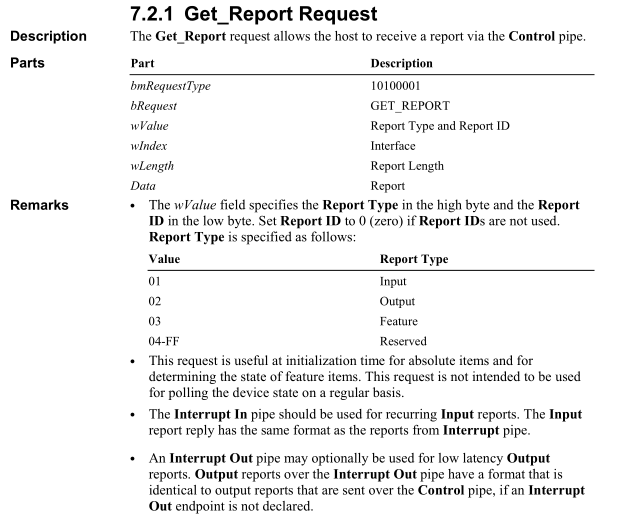 7.2.1 Get_Report Request
Description The Get_Report request allows the host to receive a report via the Control pipe.
Parts Part Description
bmRequestType 10100001
bRequest GET_REPORT
wValue Report Type and Report ID
wIndex Interface
wLength Report Length
Data Report
Remarks • The wValue field specifies the Report Type in the high byte and the Report
ID in the low byte. Set Report ID to 0 (zero) if Report IDs are not used.
Report Type is specified as follows:
Value Report Type
01 Input
02 Output
03 Feature
04-FF Reserved
• This request is useful at initialization time for absolute items and for
determining the state of feature items. This request is not intended to be used
for polling the device state on a regular basis.
• The Interrupt In pipe should be used for recurring Input reports. The Input
report reply has the same format as the reports from Interrupt pipe.
• An Interrupt Out pipe may optionally be used for low latency Output
reports. Output reports over the Interrupt Out pipe have a format that is
identical to output reports that are sent over the Control pipe, if an Interrupt
Out endpoint is not declared.